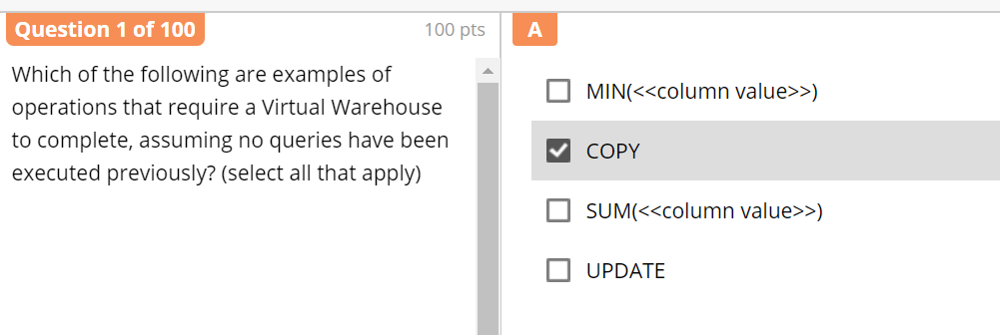 Question 1 of 100
100 pts
Which of the following are examples of
operations that require a Virtual Warehouse
to complete, assuming no queries have been
executed previously? (select all that apply)
A
MIN(<<column value>>)
COPY
SUM(<<column value>>)
UPDATE